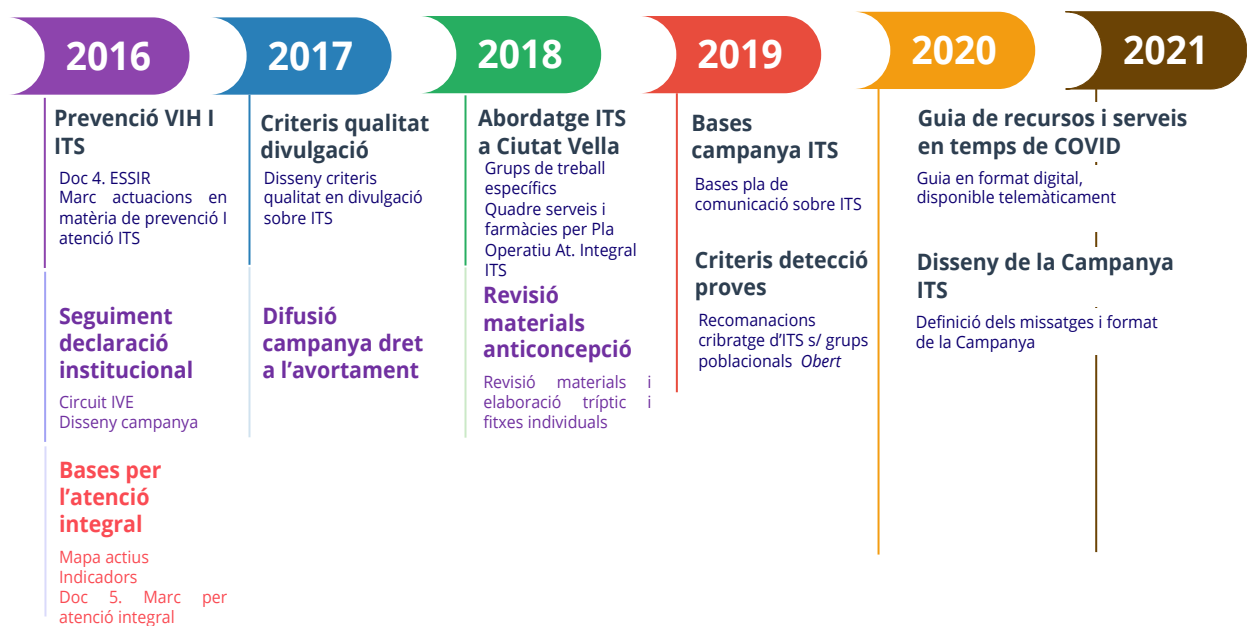 2016
Prevenció VIH I
ITS
Doc 4. ESSIR
Marc actuacions en
matèria de prevenció I
atenció ITS
Seguiment
declaració
institucional
Circuit IVE
Disseny campanya
Bases per
l’atenció
integral
Mapa actius
Indicadors
Doc 5. Marc per
atenció integral
2017
Criteris qualitat
divulgació
Disseny criteris
qualitat en divulgació
sobre ITS
Difusió
campanya dret
a l’avortament
2018
Abordatge ITS
a Ciutat Vella
Grups de treball
específics
Quadre serveis i
farmàcies per Pla
Operatiu At. Integral
ITS
Revisió
materials
anticoncepció
Revisió materials i
elaboració tríptic i
fitxes individuals
2019
Bases
campanya ITS
Bases pla de
comunicació sobre ITS
Criteris detecció
proves
Recomanacions
cribratge d’ITS s/ grups
poblacionals Obert
2020
2021
Guia de recursos i serveis
en temps de COVID
Guia en format digital,
disponible telemàticament
Disseny de la Campanya
ITS
Definició dels missatges i format
de la Campanya